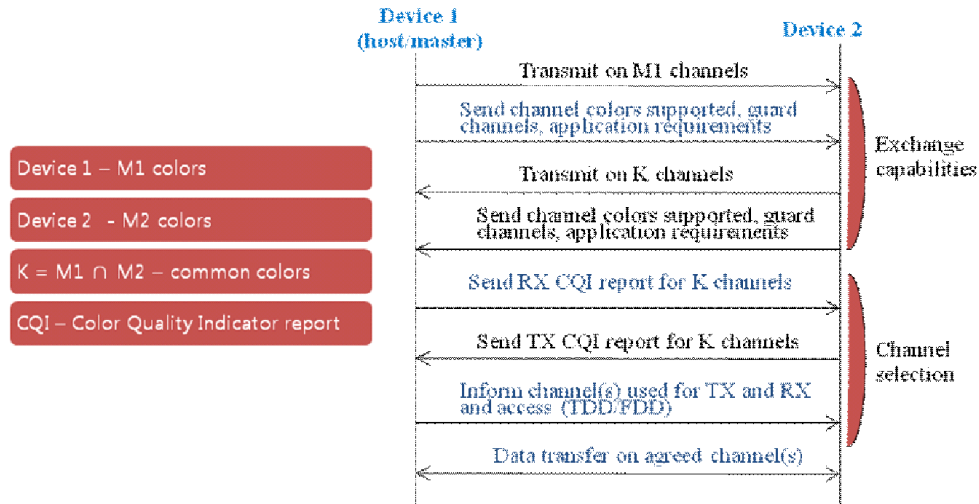 Device 1
(host/master)
Device 2
Transmit on M1 channels
Send channel colors supported, guard
channels, application requirements
Exchange
capabilities
Device 1 – M1 colors
Transmit on K channels
Device 2 - M2 colors
Send channel colors supported, guard
channels, application requirements
K = M1 ∩ M2 – common colors
Send RX CQI report for K channels
CQI – Color Quality Indicator report
Send TX CQI report for K channels
Channel
selection
Inform channel(s) used for TX and RX
and access (TDD/FDD)
Data transfer on agreed channel(s)